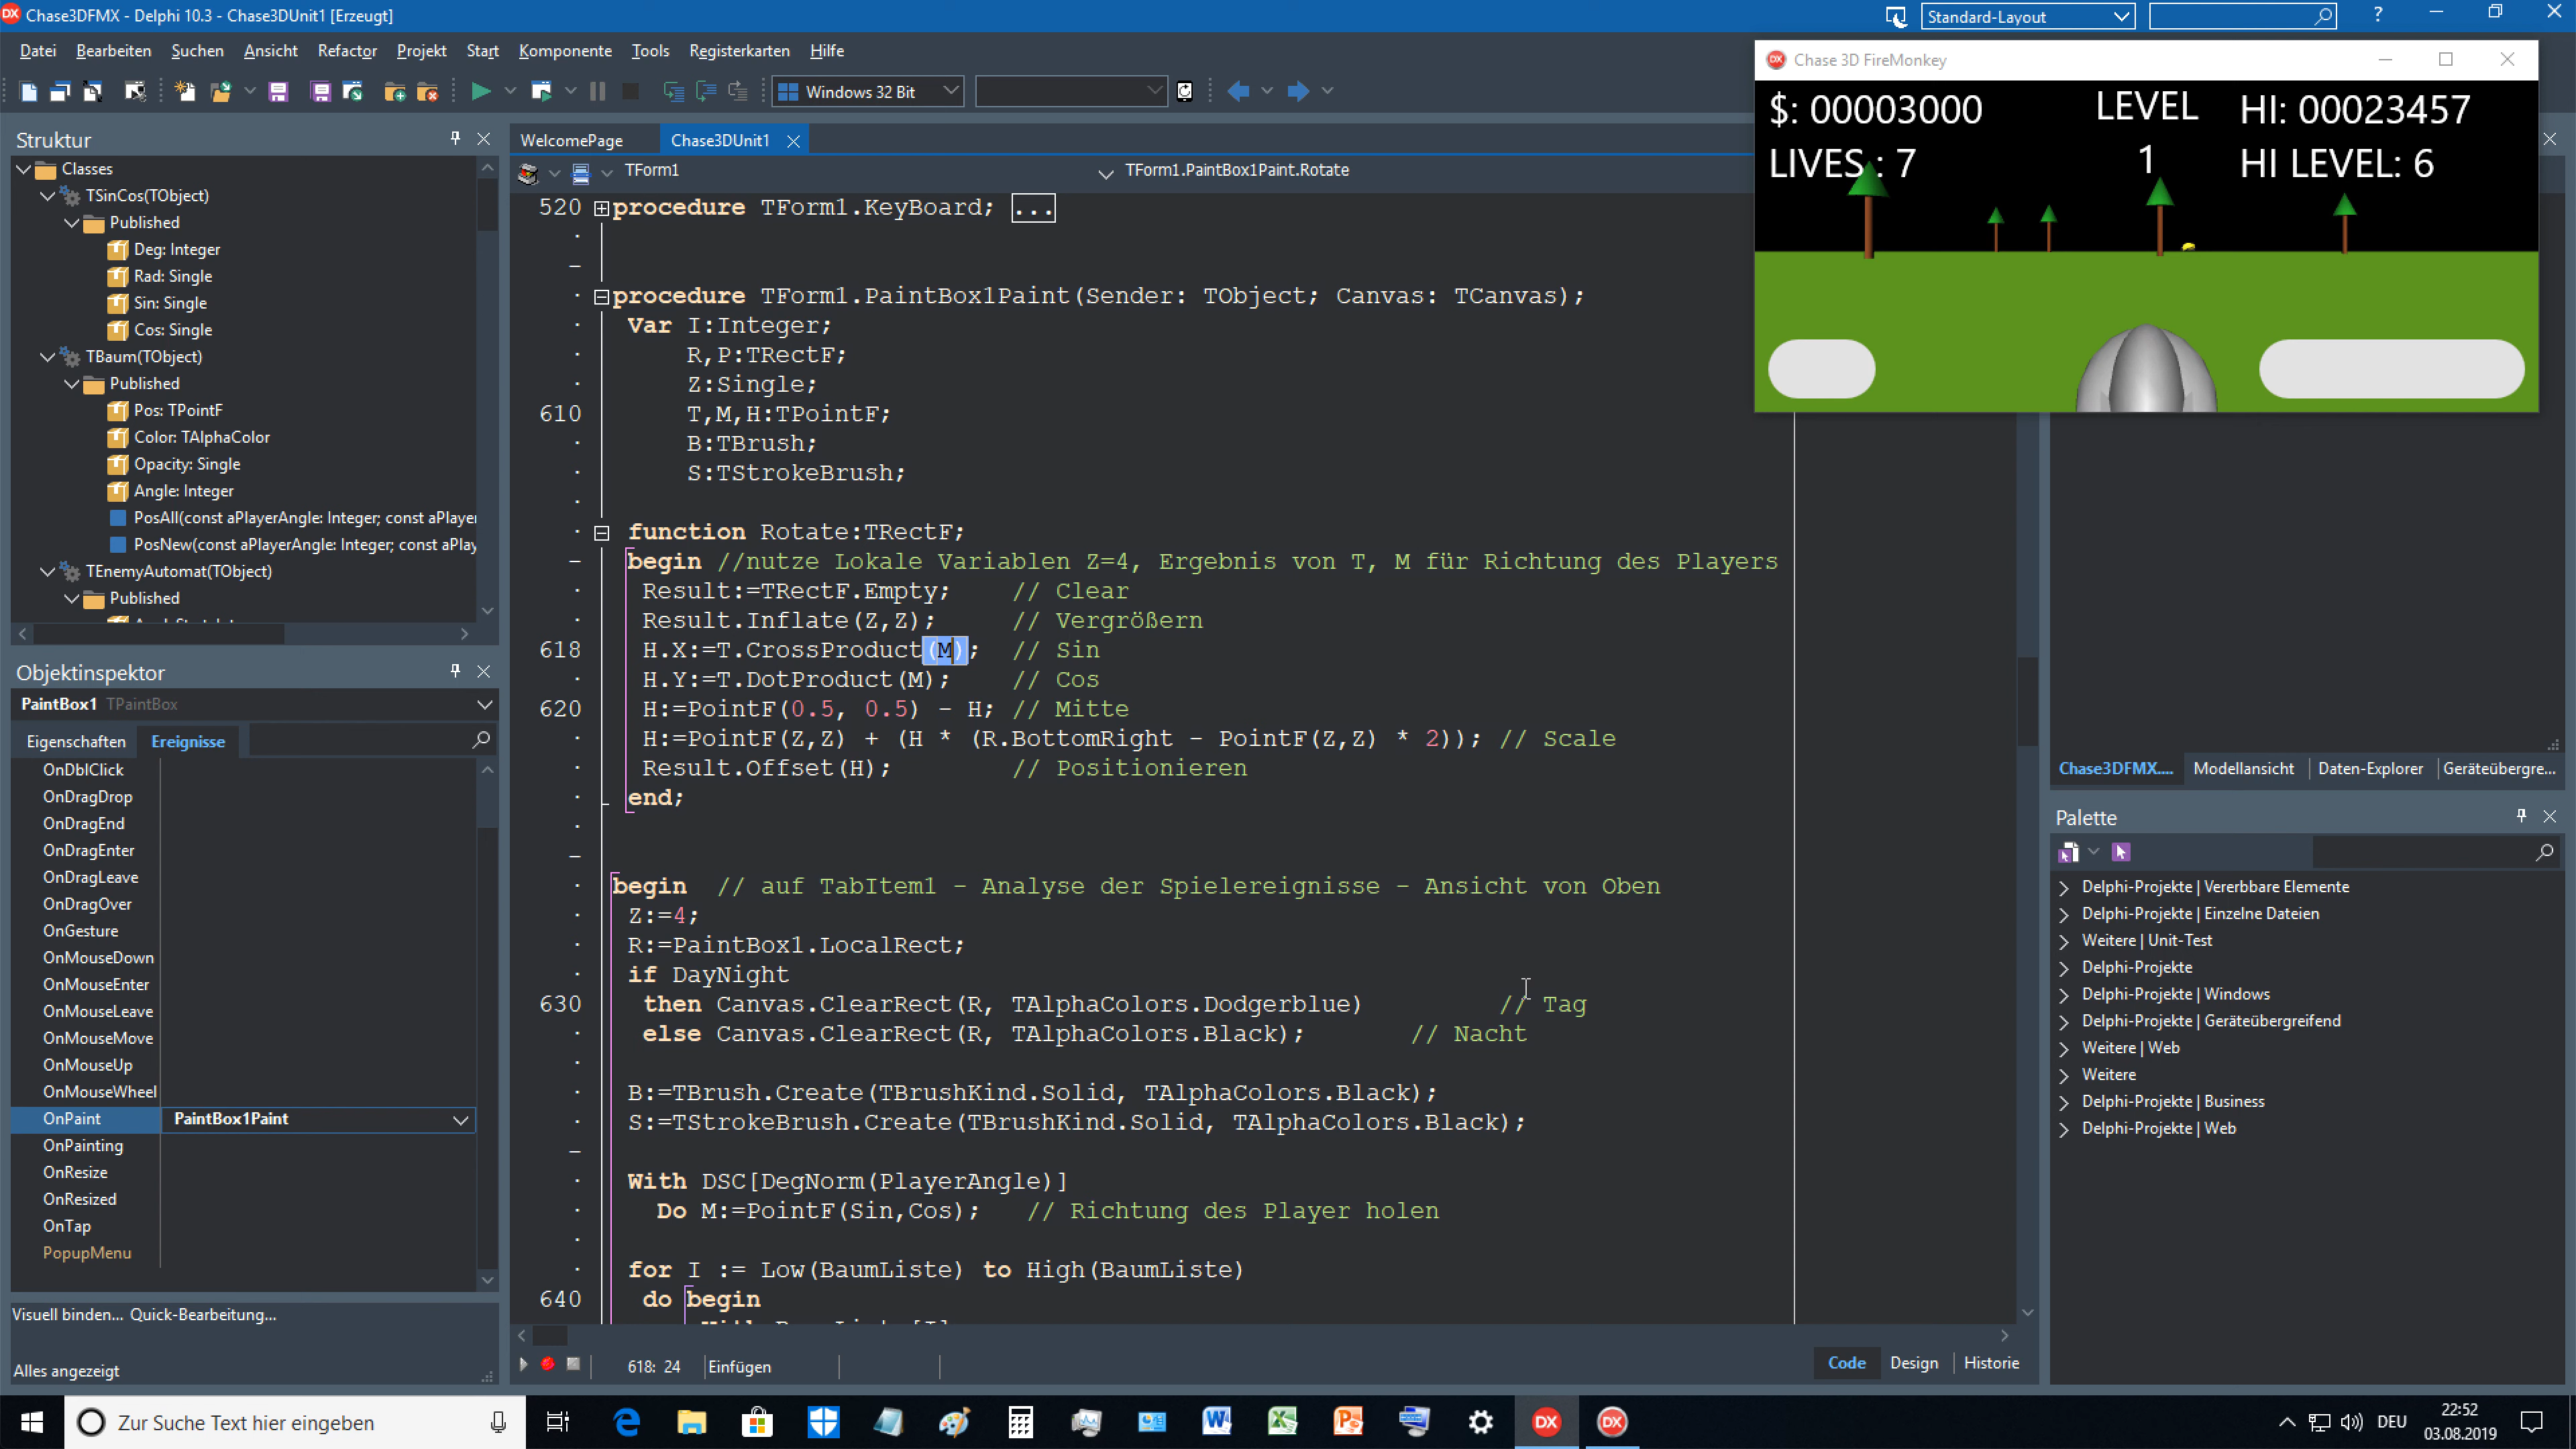 Chase3DFMX - Delphi 10.3 - Chase3DUnit1 [Erzeugt]
Standard-Layout
?
Datei Bearbeiten Suchen Ansicht Refactor Projekt Start Komponente Tools Registerkarten Hilfe
Windows 32 Bit
Chase 3D FireMonkey
$: 00003000 LEVEL HI: 00023457
LIVES : 7 1 HI LEVEL: 6
Struktur
Classes
TSinCos(TObject)
Published
Deg: Integer
Rad: Single
Sin: Single
Cos: Single
TBaum(TObject)
Published
Pos: TPointF
Color: TAlphaColor
Opacity: Single
Angle: Integer
PosAll(const aPlayerAngle: Integer; const aPlayer
PosNew(const aPlayerAngle: Integer; const aPlay
TEnemyAutomat(TObject)
Published
Objektinspektor
PaintBox1 TPaintBox
Eigenschaften Ereignisse
OnDblClick
OnDragDrop
OnDragEnd
OnDragEnter
OnDragLeave
OnDragOver
OnGesture
OnMouseDown
OnMouseEnter
OnMouseLeave
OnMouseMove
OnMouseUp
OnMouseWheel
OnPaint PaintBox1Paint
OnPainting
OnResize
OnResized
OnTap
PopupMenu
Visuell binden... Quick-Bearbeitung...
Alles angezeigt
WelcomePage Chase3DUnit1
TForm1 TForm1.PaintBox1Paint.Rotate
520 procedure TForm1.KeyBoard; ...
procedure TForm1.PaintBox1Paint(Sender: TObject; Canvas: TCanvas);
Var I:Integer;
R,P:TRectF;
Z:Single;
610 T,M,H:TPointF;
B:TBrush;
S:TStrokeBrush;
function Rotate:TRectF;
begin //nutze Lokale Variablen Z=4, Ergebnis von T, M für Richtung des Players
Result:=TRectF.Empty; // Clear
Result.Inflate(Z,Z); // Vergrößern
618 H.X:=T.CrossProduct(M); // Sin
H.Y:=T.DotProduct(M); // Cos
620 H:=PointF(0.5, 0.5) - H; // Mitte
H:=PointF(Z,Z) + (H * (R.BottomRight - PointF(Z,Z) * 2)); // Scale
Result.Offset(H); // Positionieren
end;
begin // auf TabItem1 - Analyse der Spielereignisse - Ansicht von Oben
Z:=4;
R:=PaintBox1.LocalRect;
if DayNight
630 then Canvas.ClearRect(R, TAlphaColors.Dodgerblue) // Tag
else Canvas.ClearRect(R, TAlphaColors.Black); // Nacht
B:=TBrush.Create(TBrushKind.Solid, TAlphaColors.Black);
S:=TStrokeBrush.Create(TBrushKind.Solid, TAlphaColors.Black);
With DSC[DegNorm(PlayerAngle)]
Do M:=PointF(Sin,Cos); // Richtung des Player holen
for I := Low(BaumListe) to High(BaumListe)
640 do begin
618: 24 Einfügen
Code Design Historie
Chase3DFMX.... Modellansicht Daten-Explorer Geräteübergre...
Palette
Delphi-Projekte | Vererbbare Elemente
Delphi-Projekte | Einzelne Dateien
Weitere | Unit-Test
Delphi-Projekte
Delphi-Projekte | Windows
Delphi-Projekte | Geräteübergreifend
Weitere | Web
Weitere
Delphi-Projekte | Business
Delphi-Projekte | Web
Zur Suche Text hier eingeben
DEU
22:52
03.08.2019